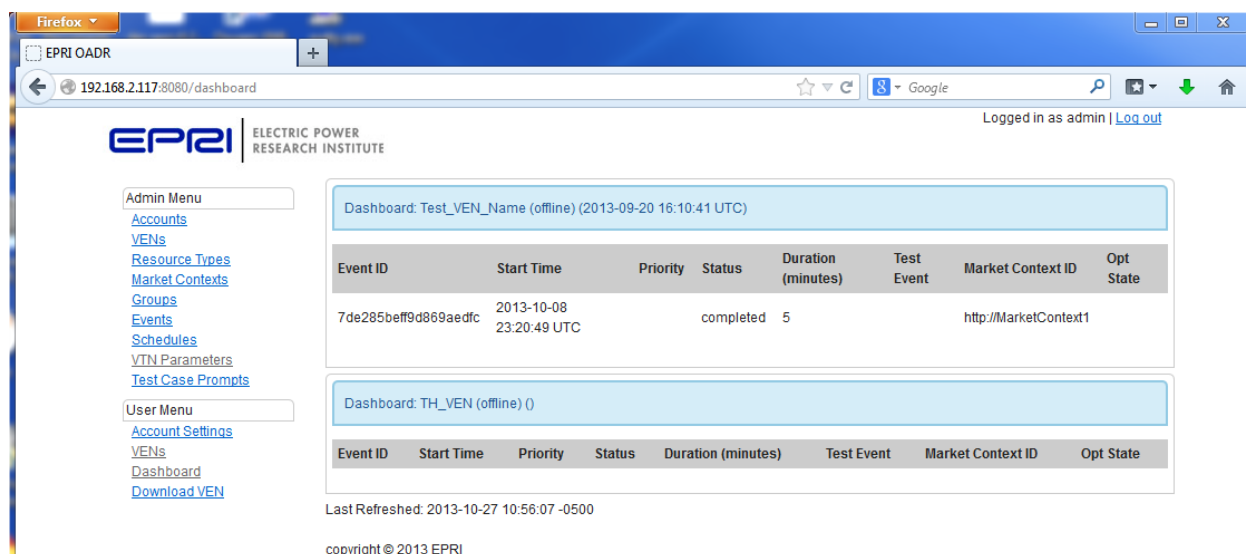 Firefox
EPRI OADR
+
192.168.2.117:8080/dashboard
8 Google
Logged in as admin | Log out
EPRI
ELECTRIC POWER
RESEARCH INSTITUTE
Admin Menu
Accounts
VENs
Resource Types
Market Contexts
Groups
Events
Schedules
VTN Parameters
Test Case Prompts
User Menu
Account Settings
VENs
Dashboard
Download VEN
Dashboard: Test_VEN_Name (offline) (2013-09-20 16:10:41 UTC)
Event ID Start Time Priority Status Duration (minutes) Test Event Market Context ID Opt State
7de285beff9d869aedfc 2013-10-08 23:20:49 UTC completed 5 http://MarketContext1
Dashboard: TH_VEN (offline) ()
Event ID Start Time Priority Status Duration (minutes) Test Event Market Context ID Opt State
Last Refreshed: 2013-10-27 10:56:07 -0500
copyright © 2013 EPRI